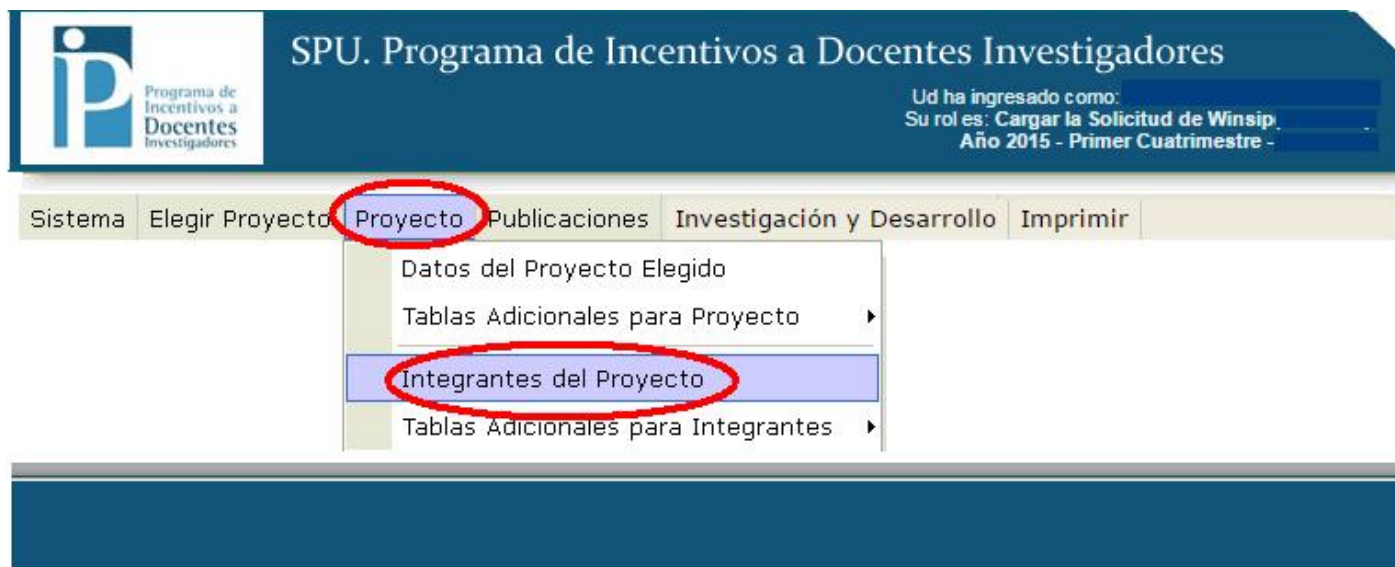 SPU. Programa de Incentivos a Docentes Investigadores
Programa de
Incentivos a
Docentes
Investigadores
Ud ha ingresado como:
Su rol es: Cargar la Solicitud de Winsip
Año 2015 - Primer Cuatrimestre -
Sistema Elegir Proyecto Proyecto Publicaciones Investigación y Desarrollo Imprimir
Datos del Proyecto Elegido
Tablas Adicionales para Proyecto
Integrantes del Proyecto
Tablas Adicionales para Integrantes